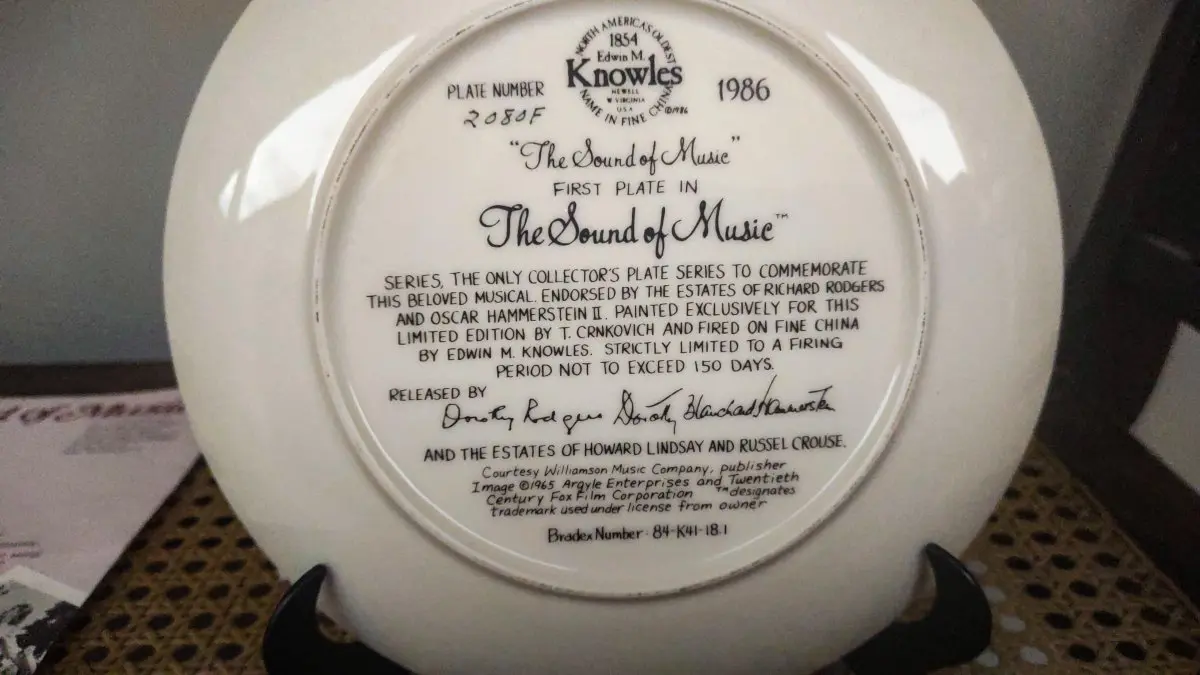 NORTH AMERICA'S OLDEST
1854
Edwin M.
Knowles
NEWELL
W. VIRGINIA
U.S.A.
NAME IN FINE CHINA
©1986
PLATE NUMBER
2080F
1986
"The Sound of Music"
FIRST PLATE IN
The Sound of Music™
SERIES, THE ONLY COLLECTOR'S PLATE SERIES TO COMMEMORATE
THIS BELOVED MUSICAL. ENDORSED BY THE ESTATES OF RICHARD RODGERS
AND OSCAR HAMMERSTEIN II. PAINTED EXCLUSIVELY FOR THIS
LIMITED EDITION BY T. CRNKOVICH AND FIRED ON FINE CHINA
BY EDWIN M. KNOWLES. STRICTLY LIMITED TO A FIRING
PERIOD NOT TO EXCEED 150 DAYS.
RELEASED BY
Dorothy Rodgers Dorothy Blanchard Hammerstein
AND THE ESTATES OF HOWARD LINDSAY AND RUSSEL CROUSE.
Courtesy Williamson Music Company, publisher
Image ©1965 Argyle Enterprises and Twentieth
Century Fox Film Corporation ™designates
trademark used under license from owner
Bradex Number · 84-K41-18.1